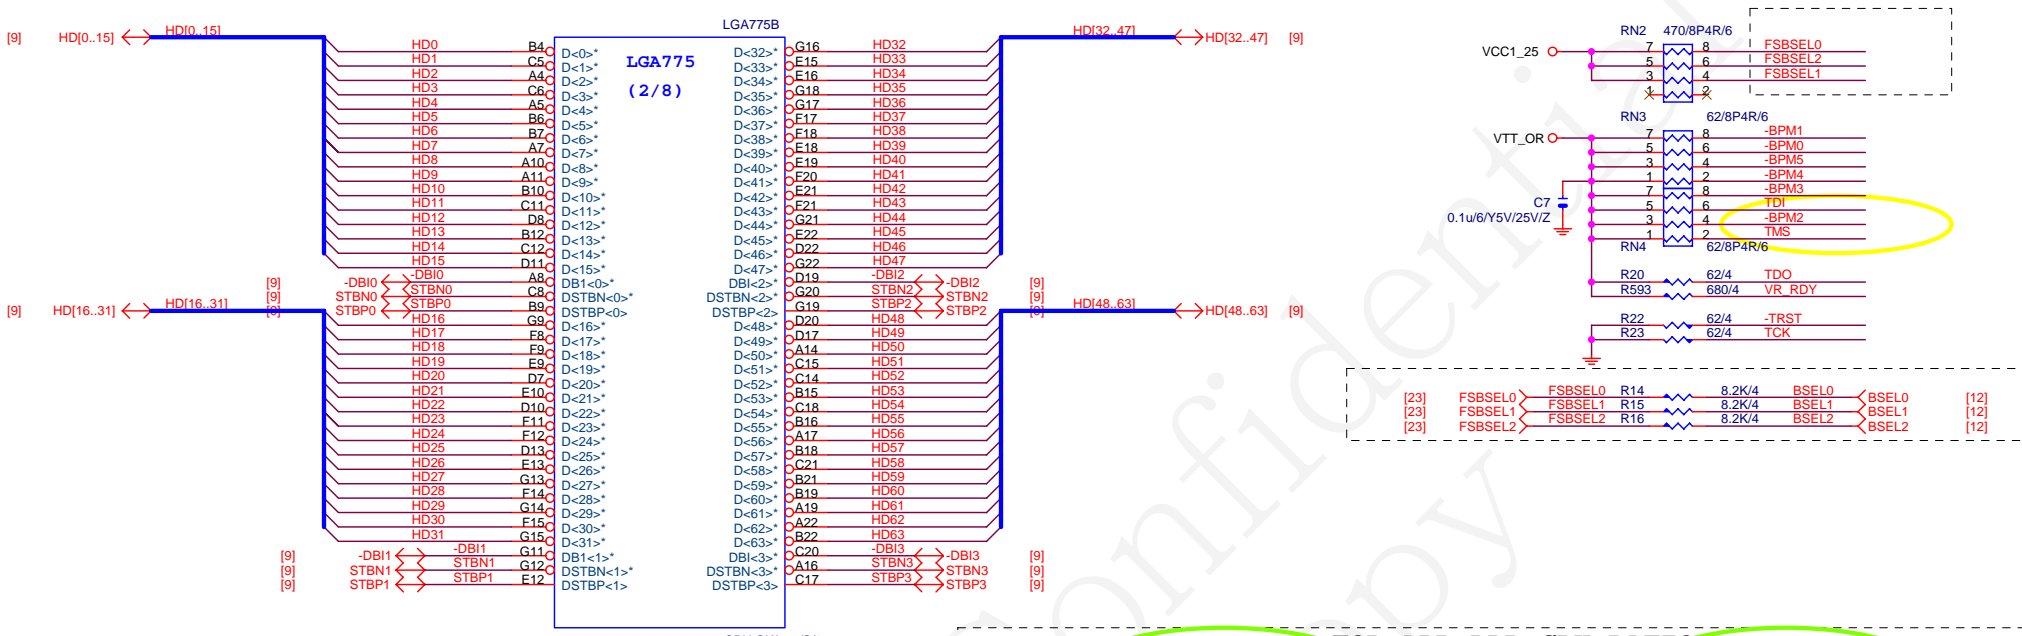 LGA775B
LGA775
(2/8)
[9] HD[0..15] HD[0..15]
HD0 B4 D<0>*
HD1 C5 D<1>*
HD2 A4 D<2>*
HD3 C6 D<3>*
HD4 A5 D<4>*
HD5 B6 D<5>*
HD6 B7 D<6>*
HD7 A7 D<7>*
HD8 A10 D<8>*
HD9 A11 D<9>*
HD10 B10 D<10>*
HD11 C11 D<11>*
HD12 D8 D<12>*
HD13 B12 D<13>*
HD14 C12 D<14>*
HD15 D11 D<15>*
[9] -DBI0 -DBI0 A8 DB1<0>*
[9] STBN0 STBN0 C8 DSTBN<0>*
STBP0 STBP0 B9 DSTBP<0>
[9] HD[16..31] HD[16..31]
HD16 G9 D<16>*
HD17 F8 D<17>*
HD18 F9 D<18>*
HD19 E9 D<19>*
HD20 D7 D<20>*
HD21 E10 D<21>*
HD22 D10 D<22>*
HD23 F11 D<23>*
HD24 F12 D<24>*
HD25 D13 D<25>*
HD26 E13 D<26>*
HD27 G13 D<27>*
HD28 F14 D<28>*
HD29 G14 D<29>*
HD30 F15 D<30>*
HD31 G15 D<31>*
[9] -DBI1 -DBI1 G11 DB1<1>*
[9] STBN1 STBN1 G12 DSTBN<1>*
[9] STBP1 STBP1 E12 DSTBP<1>
HD[32..47] HD[32..47] [9]
D<32>* G16 HD32
D<33>* E15 HD33
D<34>* E16 HD34
D<35>* G18 HD35
D<36>* G17 HD36
D<37>* F17 HD37
D<38>* F18 HD38
D<39>* E18 HD39
D<40>* E19 HD40
D<41>* F20 HD41
D<42>* E21 HD42
D<43>* F21 HD43
D<44>* G21 HD44
D<45>* E22 HD45
D<46>* D22 HD46
D<47>* G22 HD47
DBI<2>* D19 -DBI2 -DBI2 [9]
DSTBN<2>* G20 STBN2 STBN2 [9]
DSTBP<2> G19 STBP2 STBP2
HD[48..63] HD[48..63] [9]
D<48>* D20 HD48
D<49>* D17 HD49
D<50>* A14 HD50
D<51>* C15 HD51
D<52>* C14 HD52
D<53>* B15 HD53
D<54>* C18 HD54
D<55>* B16 HD55
D<56>* A17 HD56
D<57>* B18 HD57
D<58>* C21 HD58
D<59>* B21 HD59
D<60>* B19 HD60
D<61>* A19 HD61
D<62>* A22 HD62
D<63>* B22 HD63
DBI<3>* C20 -DBI3 -DBI3 [9]
DSTBN<3>* A16 STBN3 STBN3 [9]
DSTBP<3> C17 STBP3 STBP3 [9]
RN2 470/8P4R/6
VCC1_25 7 8 FSBSEL0
5 6 FSBSEL2
3 4 FSBSEL1
1 2
RN3 62/8P4R/6
VTT_OR 7 8 -BPM1
5 6 -BPM0
3 4 -BPM5
1 2 -BPM4
7 8 -BPM3
C7 5 6 TDI
0.1u/6/Y5V/25V/Z 3 4 -BPM2
1 2 TMS
RN4 62/8P4R/6
R20 62/4 TDO
R593 680/4 VR_RDY
R22 62/4 -TRST
R23 62/4 TCK
[23] FSBSEL0 FSBSEL0 R14 8.2K/4 BSEL0 BSEL0 [12]
[23] FSBSEL1 FSBSEL1 R15 8.2K/4 BSEL1 BSEL1 [12]
[23] FSBSEL2 FSBSEL2 R16 8.2K/4 BSEL2 BSEL2 [12]
Confidential
opy